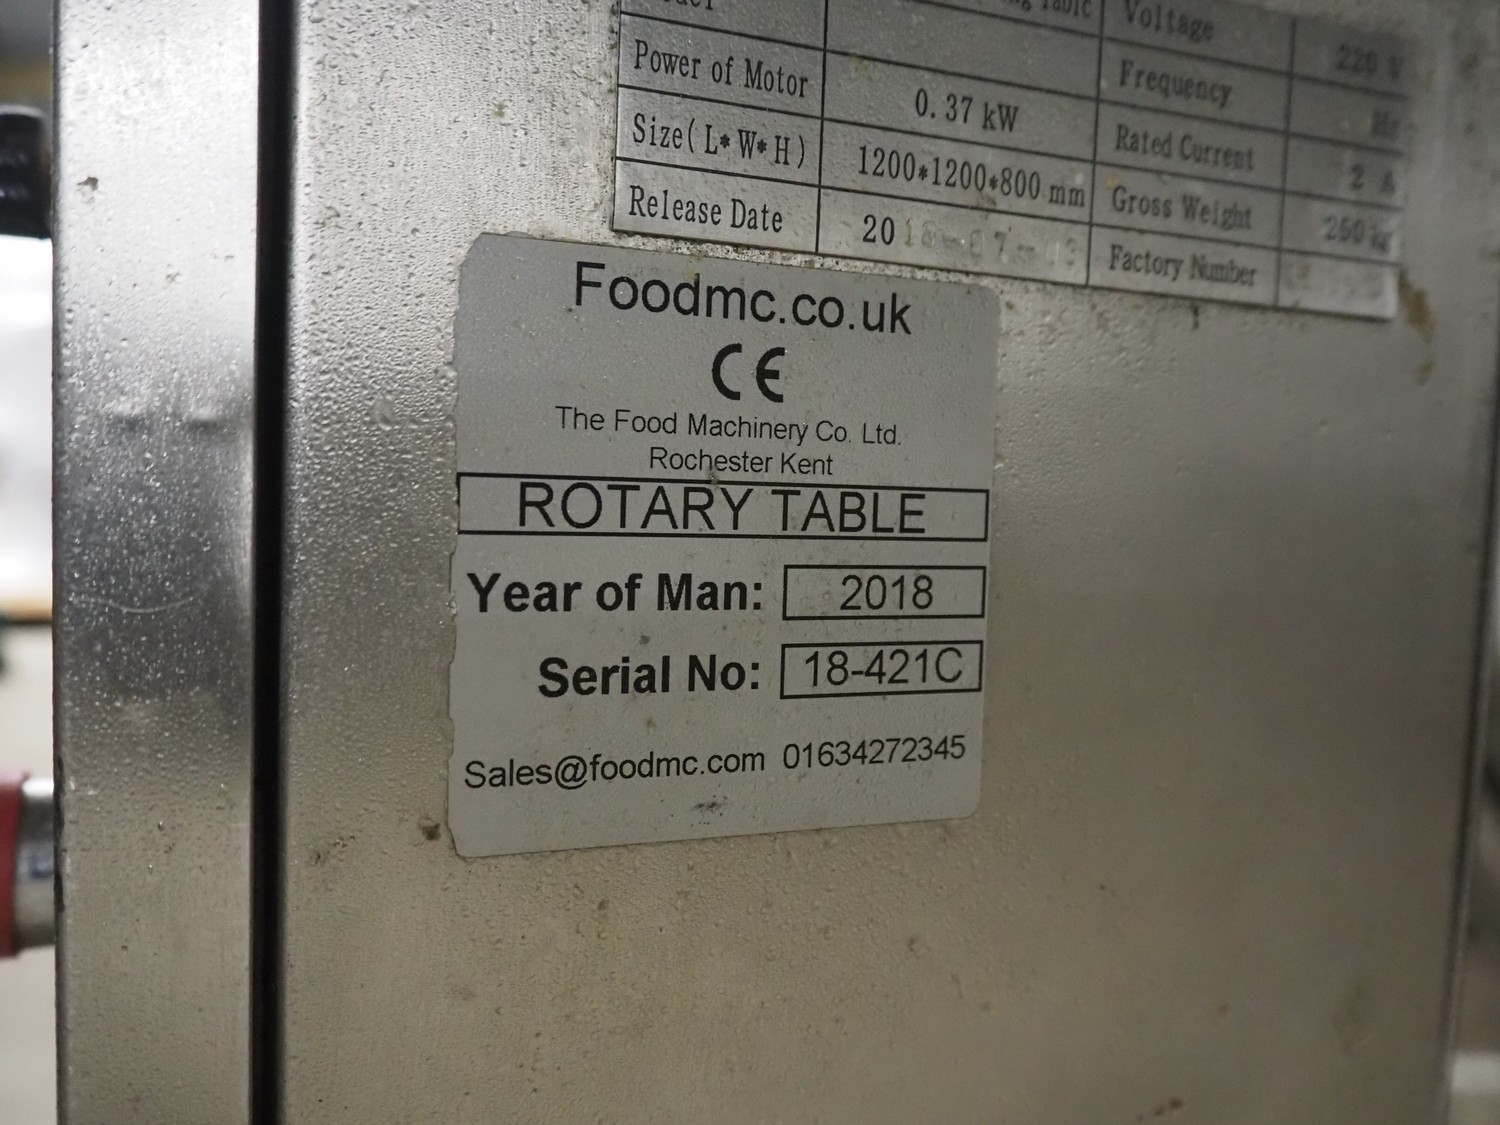 Voltage 220 V
Power of Motor 0.37 kW Frequency Hz
Size(L*W*H) 1200*1200*800 mm Rated Current 2 A
Release Date 20 Gross Weight
Factory Number
Foodmc.co.uk
CE
The Food Machinery Co. Ltd.
Rochester Kent
ROTARY TABLE
Year of Man: 2018
Serial No: 18-421C
Sales@foodmc.com 01634272345